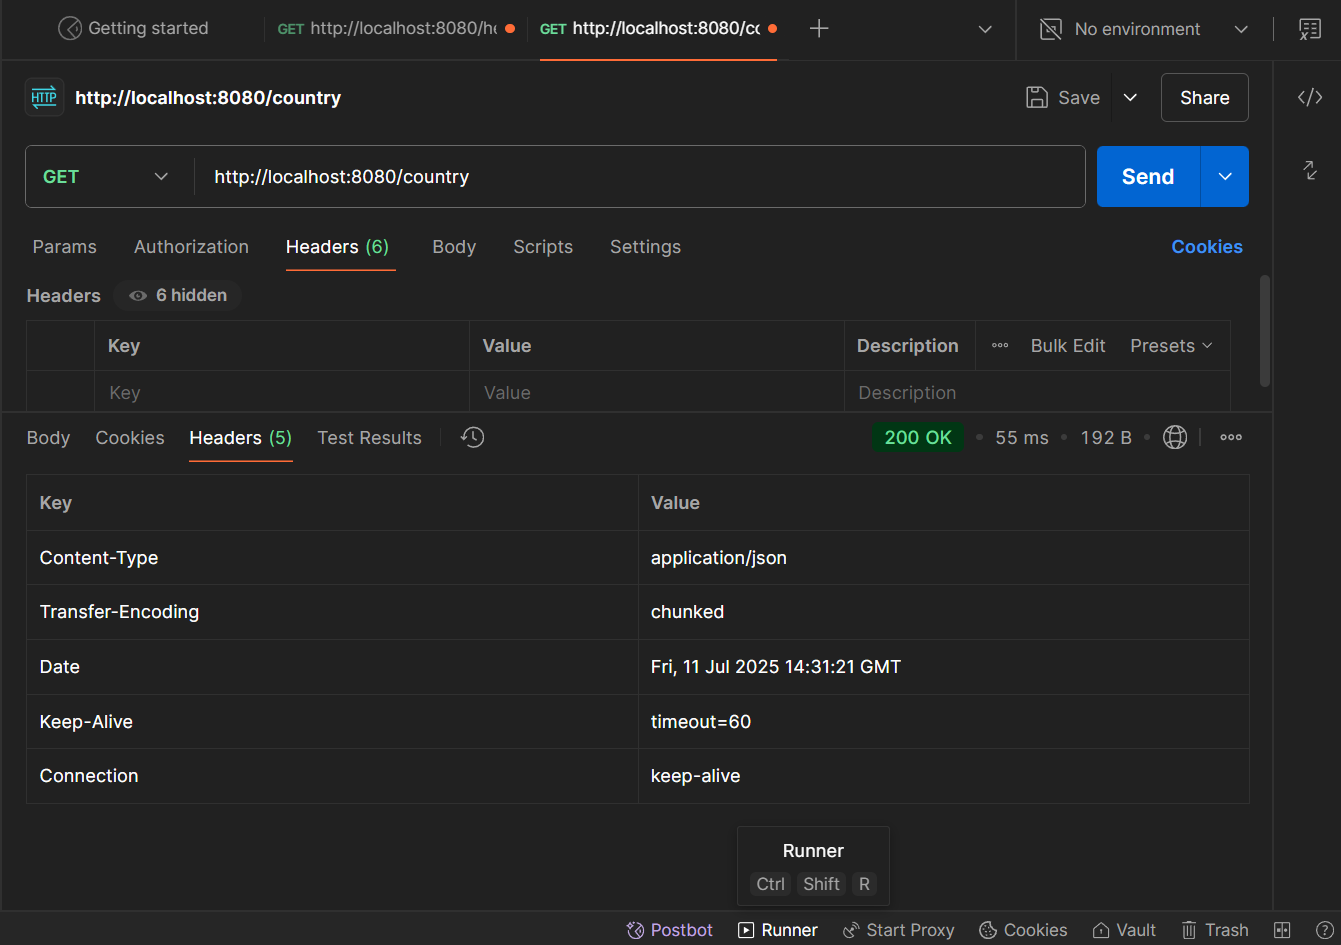 Getting started GET http://localhost:8080/he GET http://localhost:8080/co No environment
HTTP http://localhost:8080/country Save Share
GET http://localhost:8080/country Send
Params Authorization Headers (6) Body Scripts Settings Cookies
Headers 6 hidden
Key Value Description Bulk Edit Presets
Key Value Description
Body Cookies Headers (5) Test Results 200 OK • 55 ms • 192 B •
Key Value
Content-Type application/json
Transfer-Encoding chunked
Date Fri, 11 Jul 2025 14:31:21 GMT
Keep-Alive timeout=60
Connection keep-alive
Runner
Ctrl Shift R
Postbot Runner Start Proxy Cookies Vault Trash